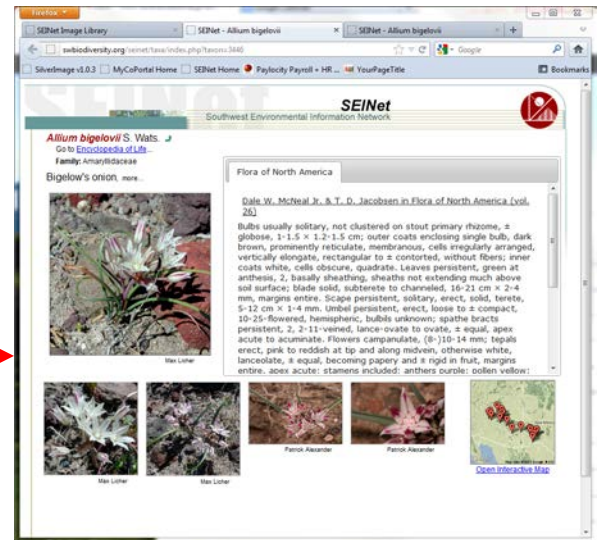 Firefox
SEINet Image Library
SEINet - Allium bigelovii
SEINet - Allium bigelovii
swbiodiversity.org/seinet/taxa/index.php?taxon=3440
Google
SilverImage v1.0.3
MyCoPortal Home
SEINet Home
Paylocity Payroll + HR ...
YourPageTitle
Bookmarks
SEINet
Southwest Environmental Information Network
Allium bigelovii S. Wats.
Go to Encyclopedia of Life...
Family: Amaryllidaceae
Bigelow's onion, more...
Max Licher
Flora of North America
Dale W. McNeal Jr. & T. D. Jacobsen in Flora of North America (vol.
26)
Bulbs usually solitary, not clustered on stout primary rhizome, ±
globose, 1-1.5 × 1.2-1.5 cm; outer coats enclosing single bulb, dark
brown, prominently reticulate, membranous, cells irregularly arranged,
vertically elongate, rectangular to ± contorted, without fibers; inner
coats white, cells obscure, quadrate. Leaves persistent, green at
anthesis, 2, basally sheathing, sheaths not extending much above
soil surface; blade solid, subterete to channeled, 16-21 cm × 2-4
mm, margins entire. Scape persistent, solitary, erect, solid, terete,
5-12 cm × 1-4 mm. Umbel persistent, erect, loose to ± compact,
10-25-flowered, hemispheric, bulbils unknown; spathe bracts
persistent, 2, 2-11-veined, lance-ovate to ovate, ± equal, apex
acute to acuminate. Flowers campanulate, (8-)10-14 mm; tepals
erect, pink to reddish at tip and along midvein, otherwise white,
lanceolate, ± equal, becoming papery and ± rigid in fruit, margins
entire, apex acute; stamens included; anthers purple; pollen yellow;
Max Licher
Max Licher
Patrick Alexander
Patrick Alexander
Open Interactive Map